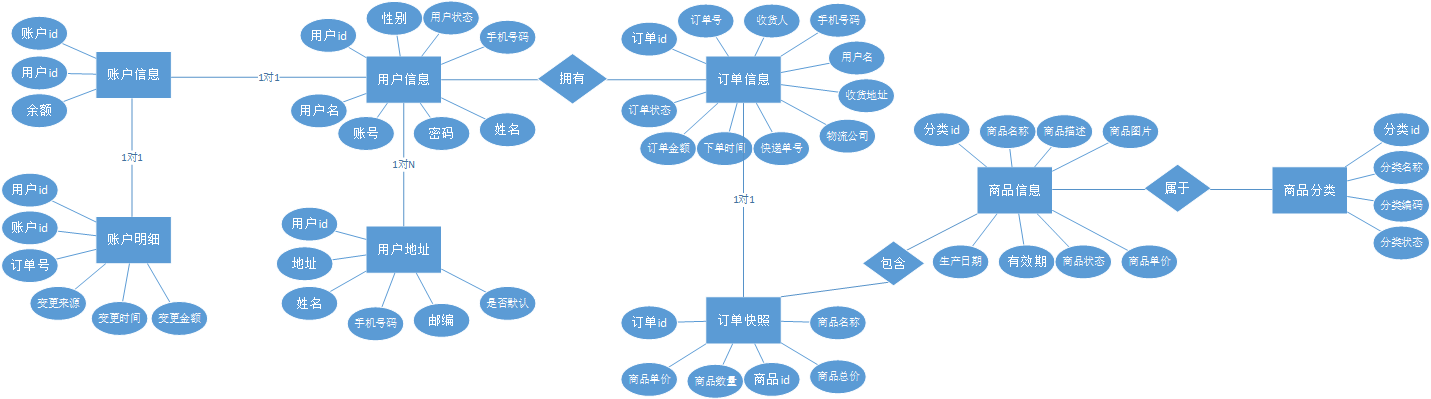 账户id
用户id
余额
账户信息
1对1
用户id
性别
用户状态
手机号码
用户信息
用户名
账号
密码
姓名
拥有
订单id
订单号
收货人
手机号码
用户名
收货地址
物流公司
订单信息
订单状态
订单金额
下单时间
快递单号
1对1
用户id
账户id
订单号
变更来源
变更时间
变更金额
账户明细
1对N
用户id
地址
姓名
手机号码
邮编
是否默认
用户地址
1对1
订单id
商品单价
商品数量
商品id
商品总价
商品名称
订单快照
包含
分类id
商品名称
商品描述
商品图片
商品信息
生产日期
有效期
商品状态
商品单价
属于
商品分类
分类id
分类名称
分类编码
分类状态